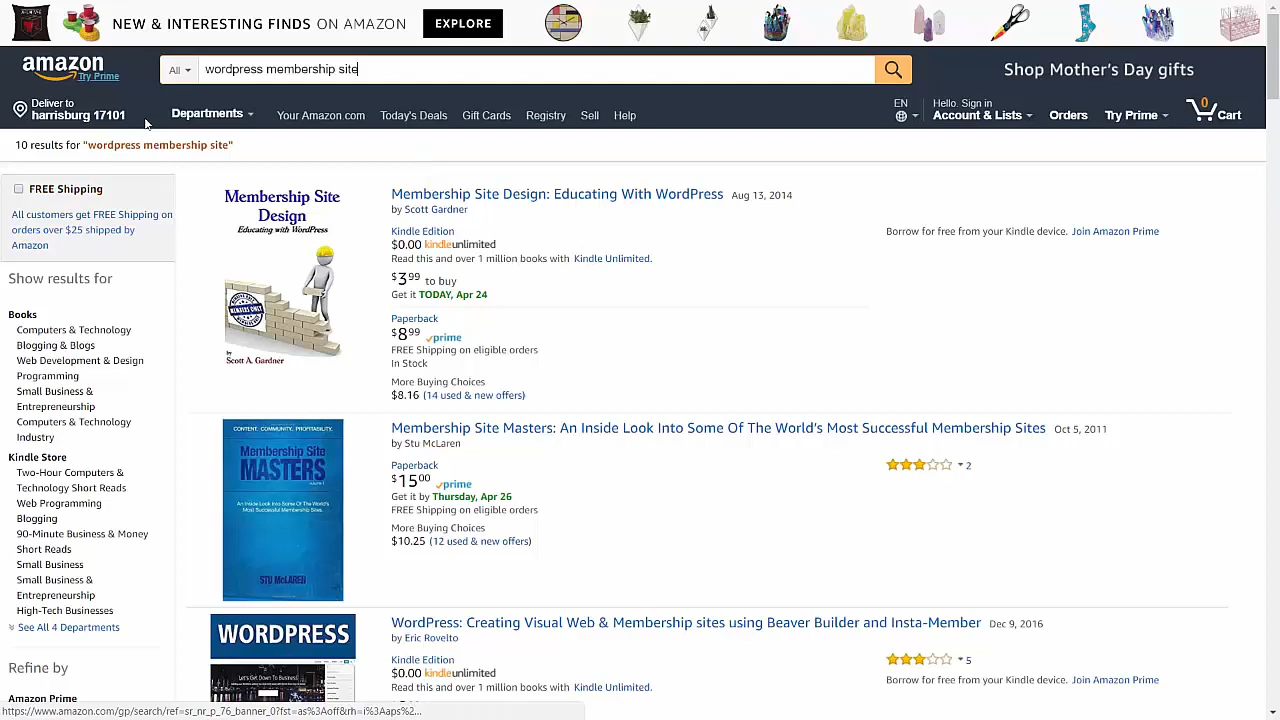 NEW & INTERESTING FINDS ON AMAZON EXPLORE
amazon
Try Prime
All
wordpress membership site
Shop Mother's Day gifts
Deliver to
harrisburg 17101
Departments
Your Amazon.com
Today's Deals
Gift Cards
Registry
Sell
Help
EN
Hello. Sign in
Account & Lists
Orders
Try Prime
0
Cart
10 results for "wordpress membership site"
FREE Shipping
All customers get FREE Shipping on
orders over $25 shipped by
Amazon
Show results for
Books
Computers & Technology
Blogging & Blogs
Web Development & Design
Programming
Small Business &
Entrepreneurship
Computers & Technology
Industry
Kindle Store
Two-Hour Computers &
Technology Short Reads
Web Programming
Blogging
90-Minute Business & Money
Short Reads
Small Business
Small Business &
Entrepreneurship
High-Tech Businesses
See All 4 Departments
Refine by
Amazon Prime
Membership Site
Design
Educating with WordPress
MEMBERS ONLY
by
Scott A. Gardner
Membership Site Design: Educating With WordPress Aug 13, 2014
by Scott Gardner
Kindle Edition
$0.00 kindleunlimited
Read this and over 1 million books with Kindle Unlimited.
$3.99 to buy
Get it TODAY, Apr 24
Borrow for free from your Kindle device. Join Amazon Prime
Paperback
$8.99 prime
FREE Shipping on eligible orders
In Stock
More Buying Choices
$8.16 (14 used & new offers)
CONTENT. COMMUNITY. PROFITABILITY.
Membership Site
MASTERS
An Inside Look Into Some Of The World's
Most Successful Membership Sites.
STU McLAREN
Membership Site Masters: An Inside Look Into Some Of The World's Most Successful Membership Sites Oct 5, 2011
by Stu McLaren
Paperback
$15.00 prime
Get it by Thursday, Apr 26
FREE Shipping on eligible orders
More Buying Choices
$10.25 (12 used & new offers)
2
WORDPRESS
Let's Get Down To Business!
WordPress: Creating Visual Web & Membership sites using Beaver Builder and Insta-Member Dec 9, 2016
by Eric Rovelto
Kindle Edition
$0.00 kindleunlimited
Read this and over 1 million books with Kindle Unlimited.
5
Borrow for free from your Kindle device. Join Amazon Prime
https://www.amazon.com/gp/search/ref=sr_nr_p_76_banner_0?fst=as%3Aoff&rh=i%3Aaps%2...